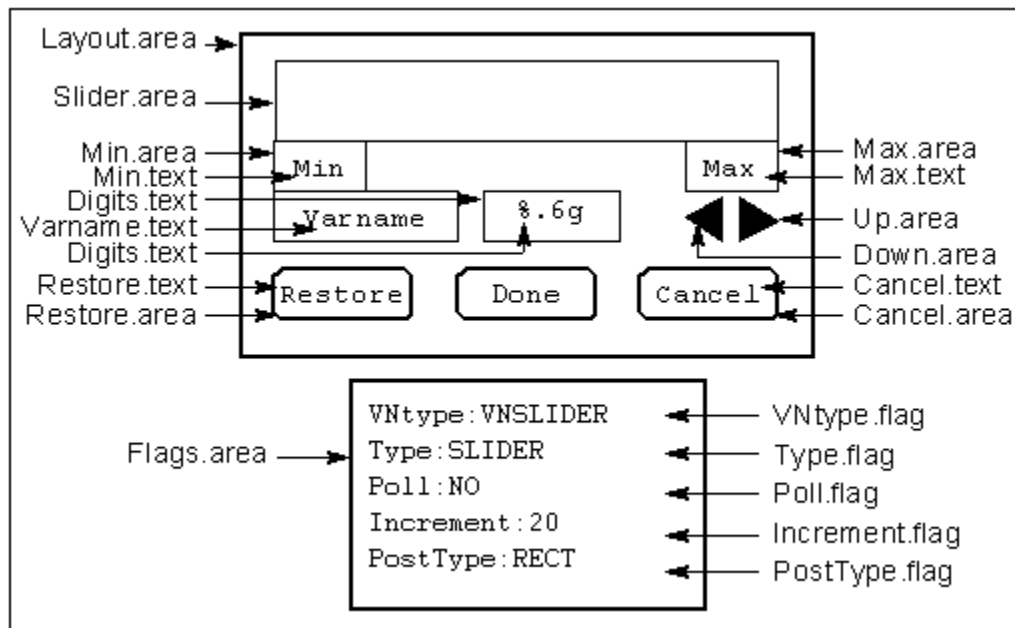 Layout.area
Slider.area
Min.area
Min.text
Digits.text
Varname.text
Digits.text
Restore.text
Restore.area
Min
Max
Varname
%.6g
Restore
Done
Cancel
Max.area
Max.text
Up.area
Down.area
Cancel.text
Cancel.area
Flags.area
VNtype:VNSLIDER
Type:SLIDER
Poll:NO
Increment:20
PostType:RECT
VNtype.flag
Type.flag
Poll.flag
Increment.flag
PostType.flag